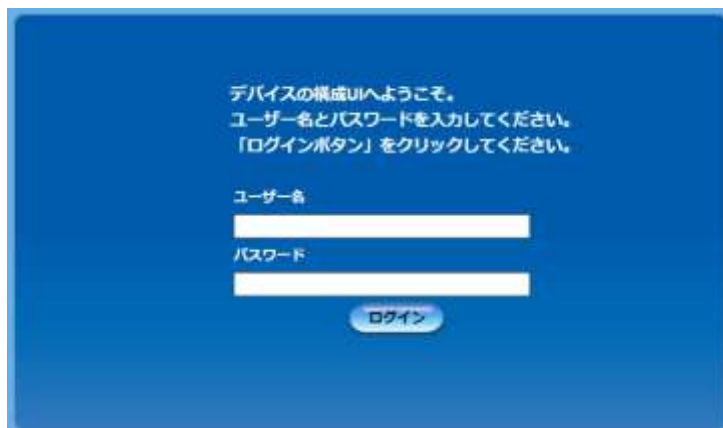 デバイスの構成UIへようこそ。
ユーザー名とパスワードを入力してください。
「ログインボタン」をクリックしてください。
ユーザー名
パスワード
ログイン